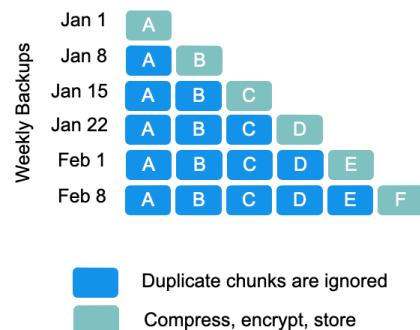 Weekly Backups
Jan 1 A
Jan 8 A B
Jan 15 A B C
Jan 22 A B C D
Feb 1 A B C D E
Feb 8 A B C D E F
Duplicate chunks are ignored
Compress, encrypt, store